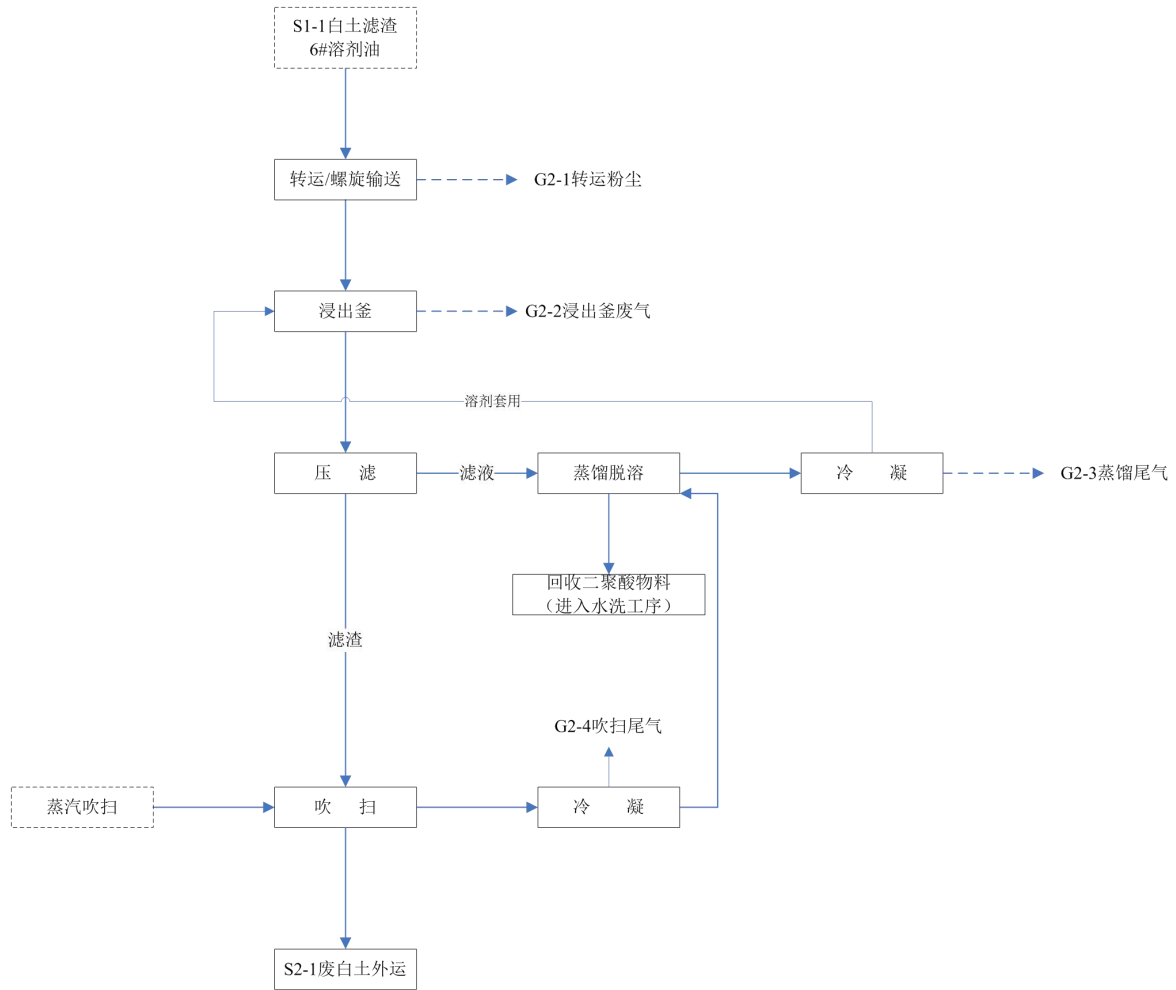 S1-1白土滤渣
6#溶剂油
转运/螺旋输送
G2-1转运粉尘
浸出釜
G2-2浸出釜废气
溶剂套用
压 滤
滤液
蒸馏脱溶
冷 凝
G2-3蒸馏尾气
回收二聚酸物料
（进入水洗工序）
滤渣
G2-4吹扫尾气
蒸汽吹扫
吹 扫
冷 凝
S2-1废白土外运